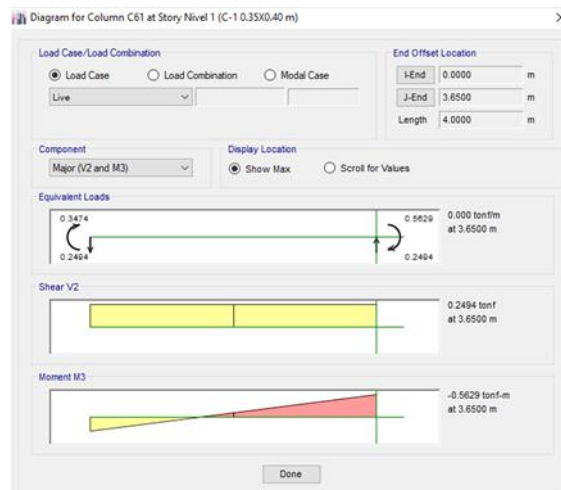 Diagram for Column C61 at Story Nivel 1 (C-1 0.35X0.40 m)
Load Case/Load Combination
Load Case
Load Combination
Modal Case
Live
End Offset Location
I-End
0.0000
m
J-End
3.6500
m
Length
4.0000
m
Component
Major (V2 and M3)
Display Location
Show Max
Scroll for Values
Equivalent Loads
0.3474
0.5629
0.2494
0.2494
0.000 tonf/m
at 3.6500 m
Shear V2
0.2494 tonf
at 3.6500 m
Moment M3
-0.5629 tonf-m
at 3.6500 m
Done